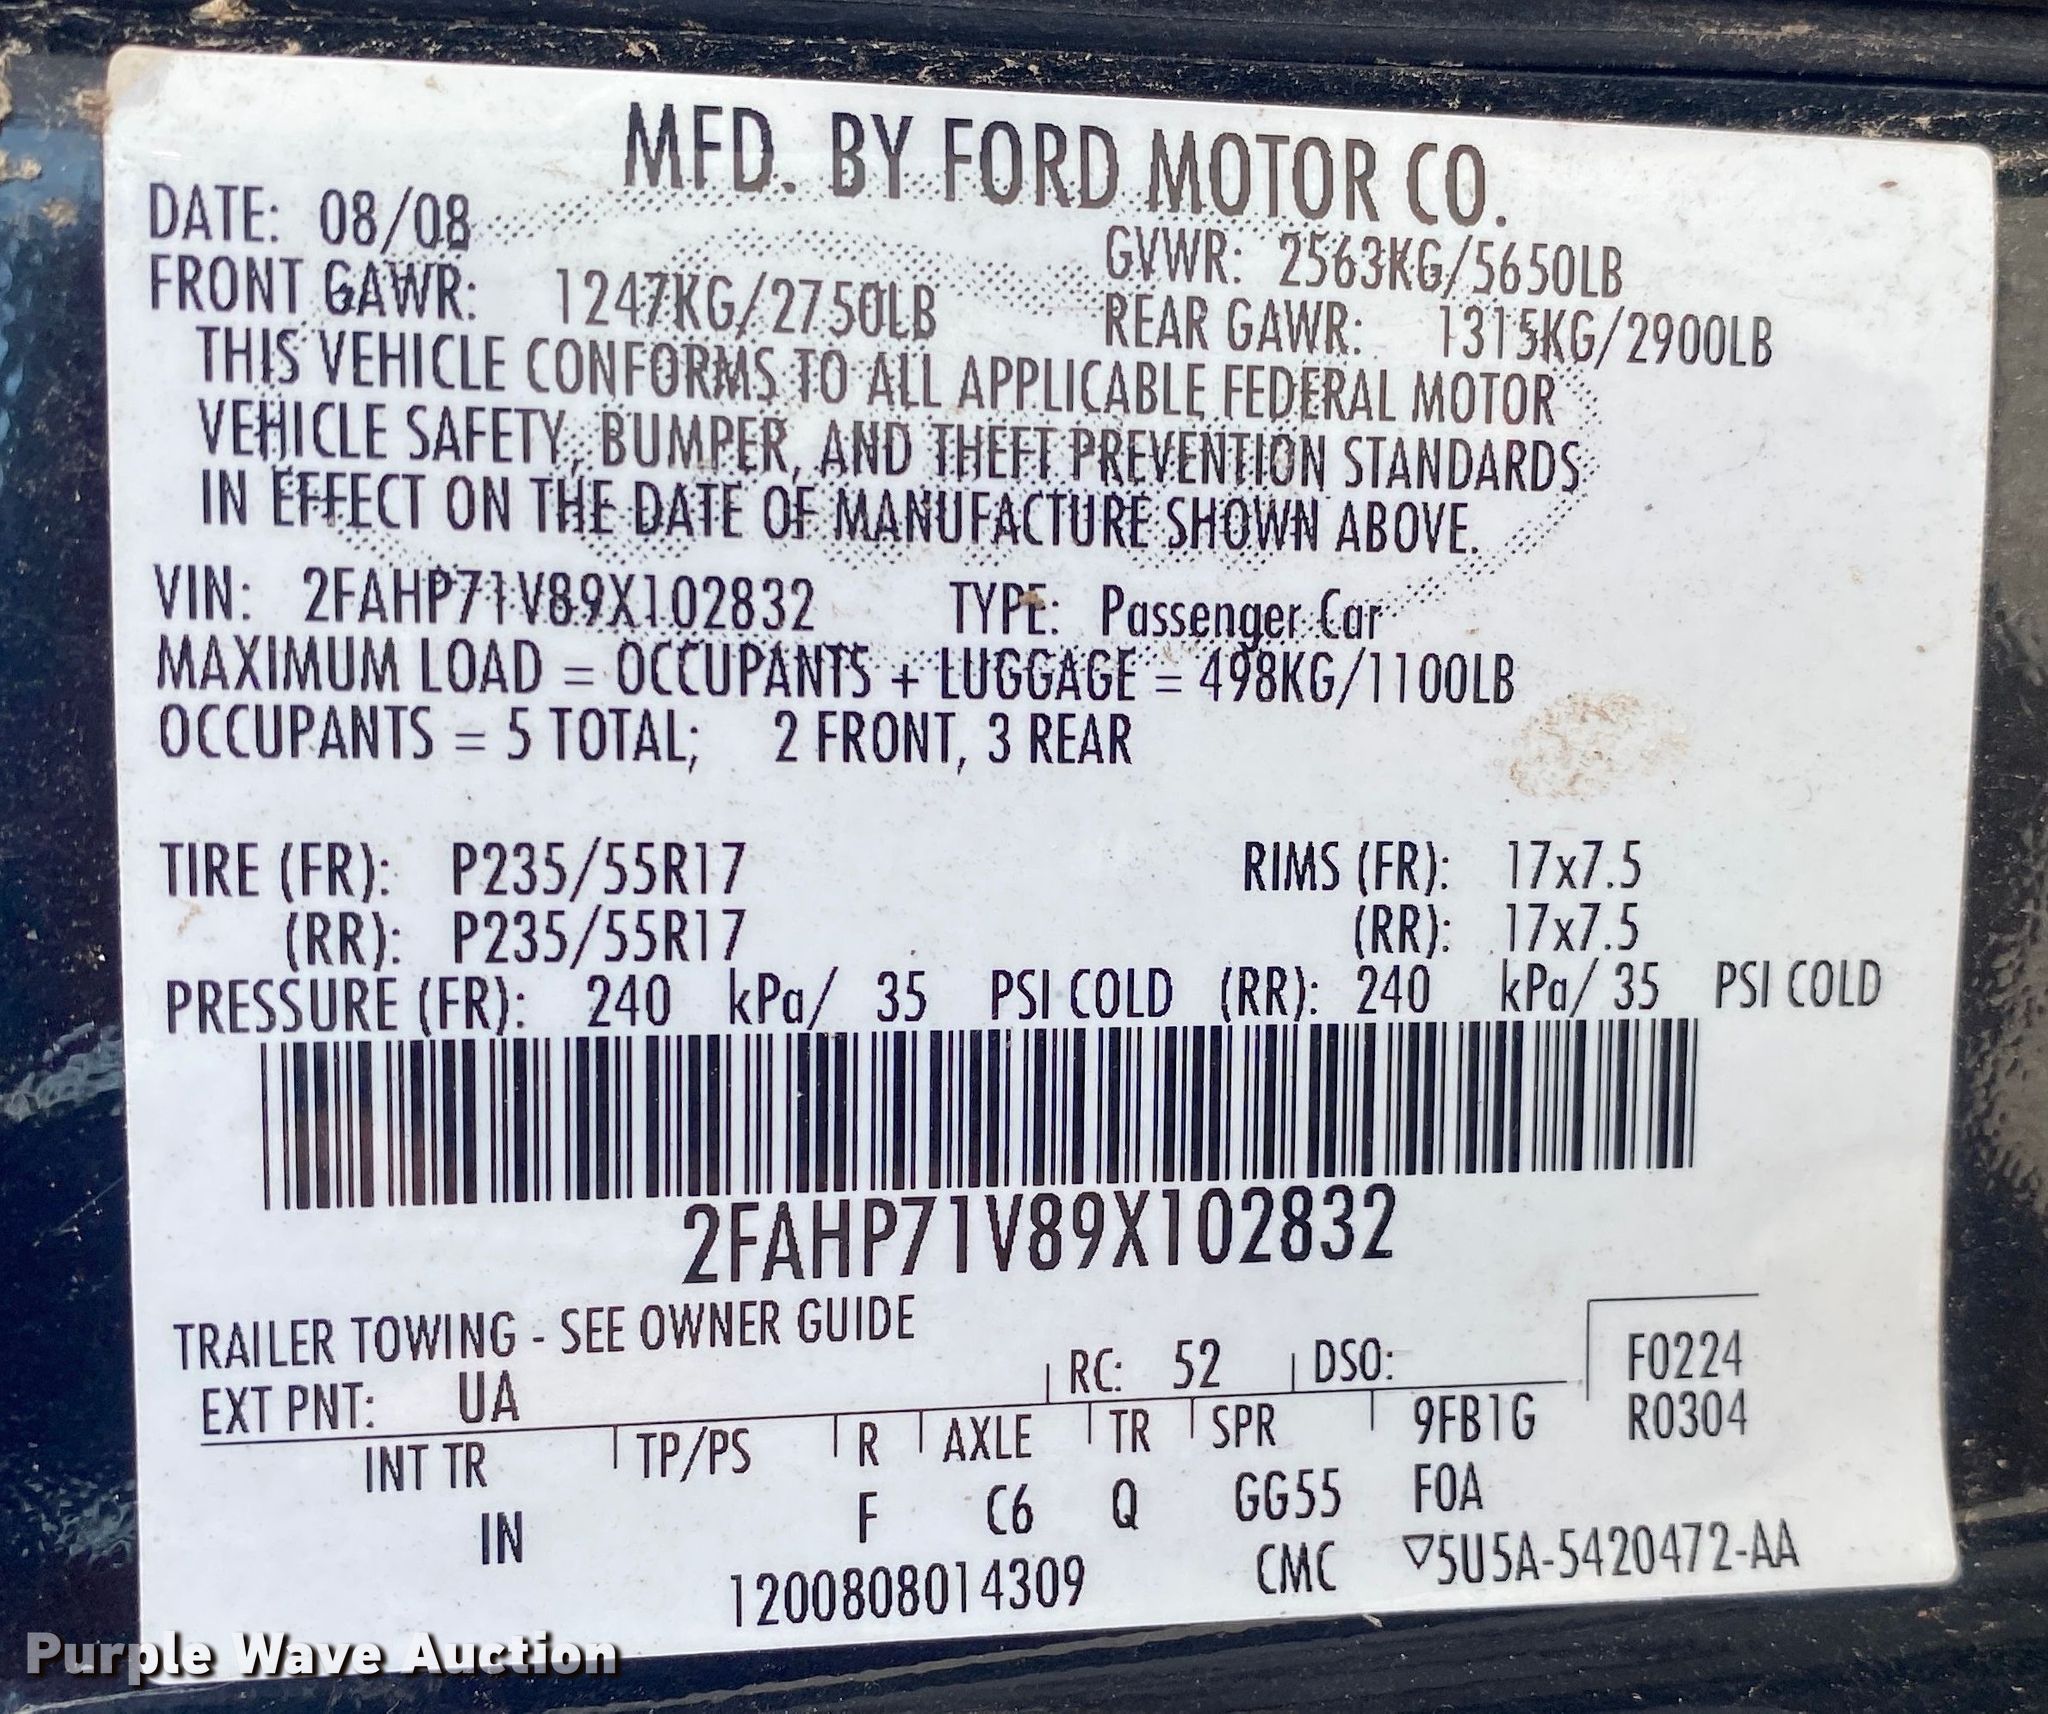 MFD. BY FORD MOTOR CO.
DATE: 08/08 GVWR: 2563KG/5650LB
FRONT GAWR: 1247KG/2750LB REAR GAWR: 1315KG/2900LB
THIS VEHICLE CONFORMS TO ALL APPLICABLE FEDERAL MOTOR
VEHICLE SAFETY, BUMPER, AND THEFT PREVENTION STANDARDS
IN EFFECT ON THE DATE OF MANUFACTURE SHOWN ABOVE.
VIN: 2FAHP71V89X102832 TYPE: Passenger Car
MAXIMUM LOAD = OCCUPANTS + LUGGAGE = 498KG/1100LB
OCCUPANTS = 5 TOTAL; 2 FRONT, 3 REAR
TIRE (FR): P235/55R17 RIMS (FR): 17x7.5
(RR): P235/55R17 (RR): 17x7.5
PRESSURE (FR): 240 kPa/ 35 PSI COLD (RR): 240 kPa/ 35 PSI COLD
2FAHP71V89X102832
TRAILER TOWING - SEE OWNER GUIDE
EXT PNT: UA RC: 52 DSO: F0224
INT TR TP/PS R AXLE TR SPR 9FB1G R0304
IN F C6 Q GG55 FOA
1200808014309 CMC ▽5U5A-5420472-AA
Purple Wave Auction